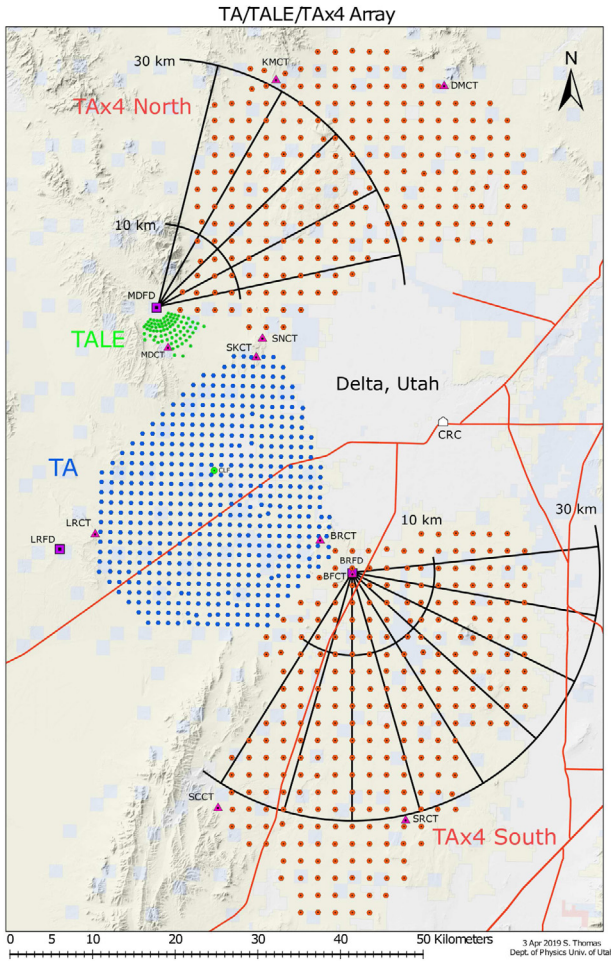 TA/TALE/TAx4 Array
30 km
KMCT
N
DMCT
TAx4 North
10 km
MDFD
TALE
SNCT
MDCT
SKCT
Delta, Utah
CRC
TA
CLF
30 km
10 km
LRCT
BRCT
LRFD
BRFD
BFCT
SCCT
SRCT
TAx4 South
0 5 10 20 30 40 50 Kilometers
3 Apr 2019 S. Thomas
Dept. of Physics Univ. of Utah